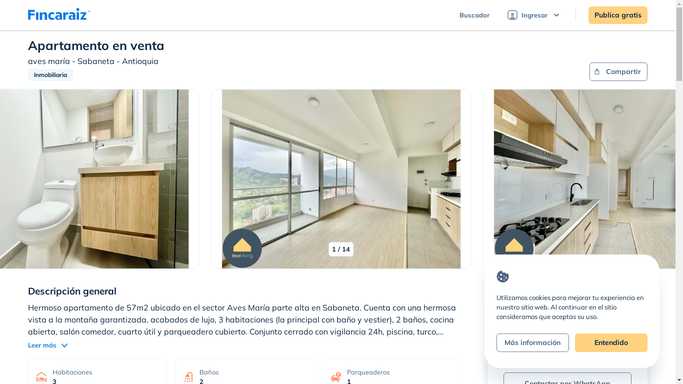 Fincaraiz
Buscador
Ingresar
Publica gratis
Apartamento en venta
aves maría - Sabaneta - Antioquia
Inmobiliaria
Compartir
1 / 14
Descripción general
Hermoso apartamento de 57m2 ubicado en el sector Aves María parte alta en Sabaneta. Cuenta con una hermosa
vista a la montaña garantizada, acabados de lujo, 3 habitaciones (la principal con baño y vestier), 2 baños, cocina
abierta, salón comedor, cuarto útil y parqueadero cubierto. Conjunto cerrado con vigilancia 24h, piscina, turco,...
Leer más
Habitaciones
3
Baños
2
Parqueaderos
1
Utilizamos cookies para mejorar tu experiencia en
nuestro sitio web. Al continuar en el sitio
consideramos que aceptas su uso.
Más información
Entendido
Contactar por WhatsApp